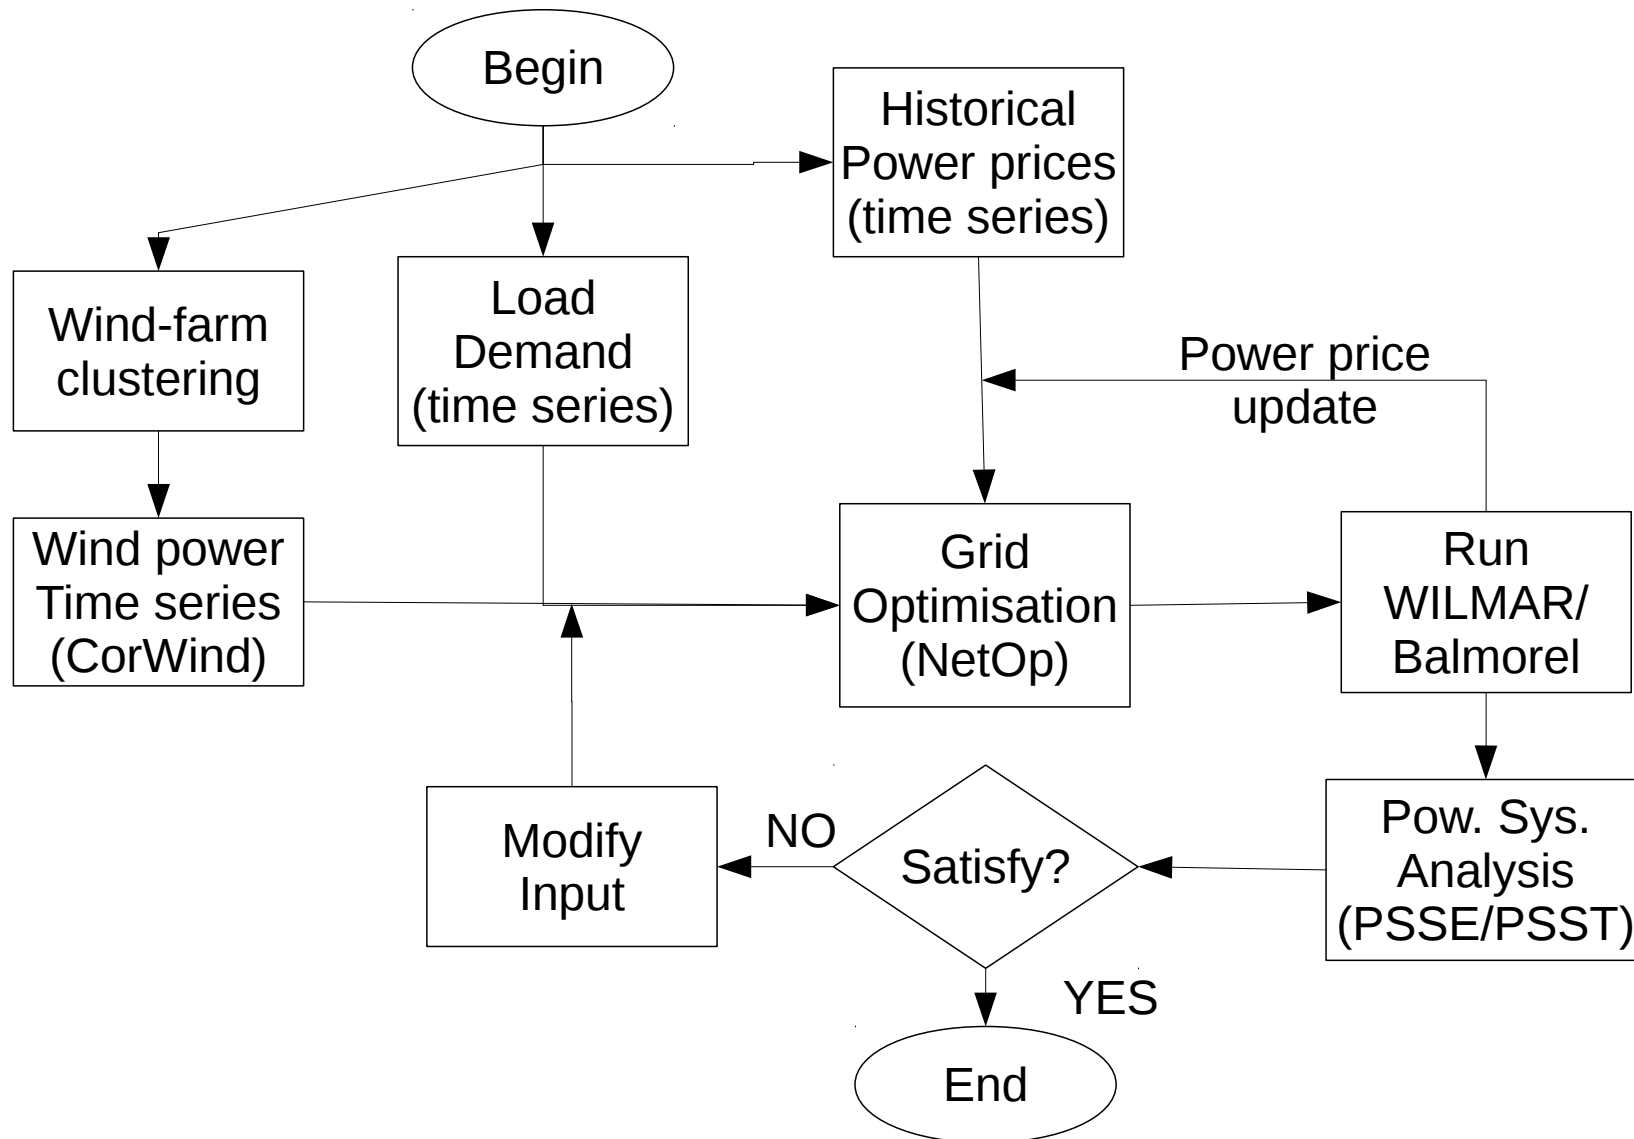 Begin
Historical
Power prices
(time series)
Wind-farm
clustering
Load
Demand
(time series)
Power price
update
Wind power
Time series
(CorWind)
Grid
Optimisation
(NetOp)
Run
WILMAR/
Balmorel
Modify
Input
NO
Satisfy?
Pow. Sys.
Analysis
(PSSE/PSST)
YES
End